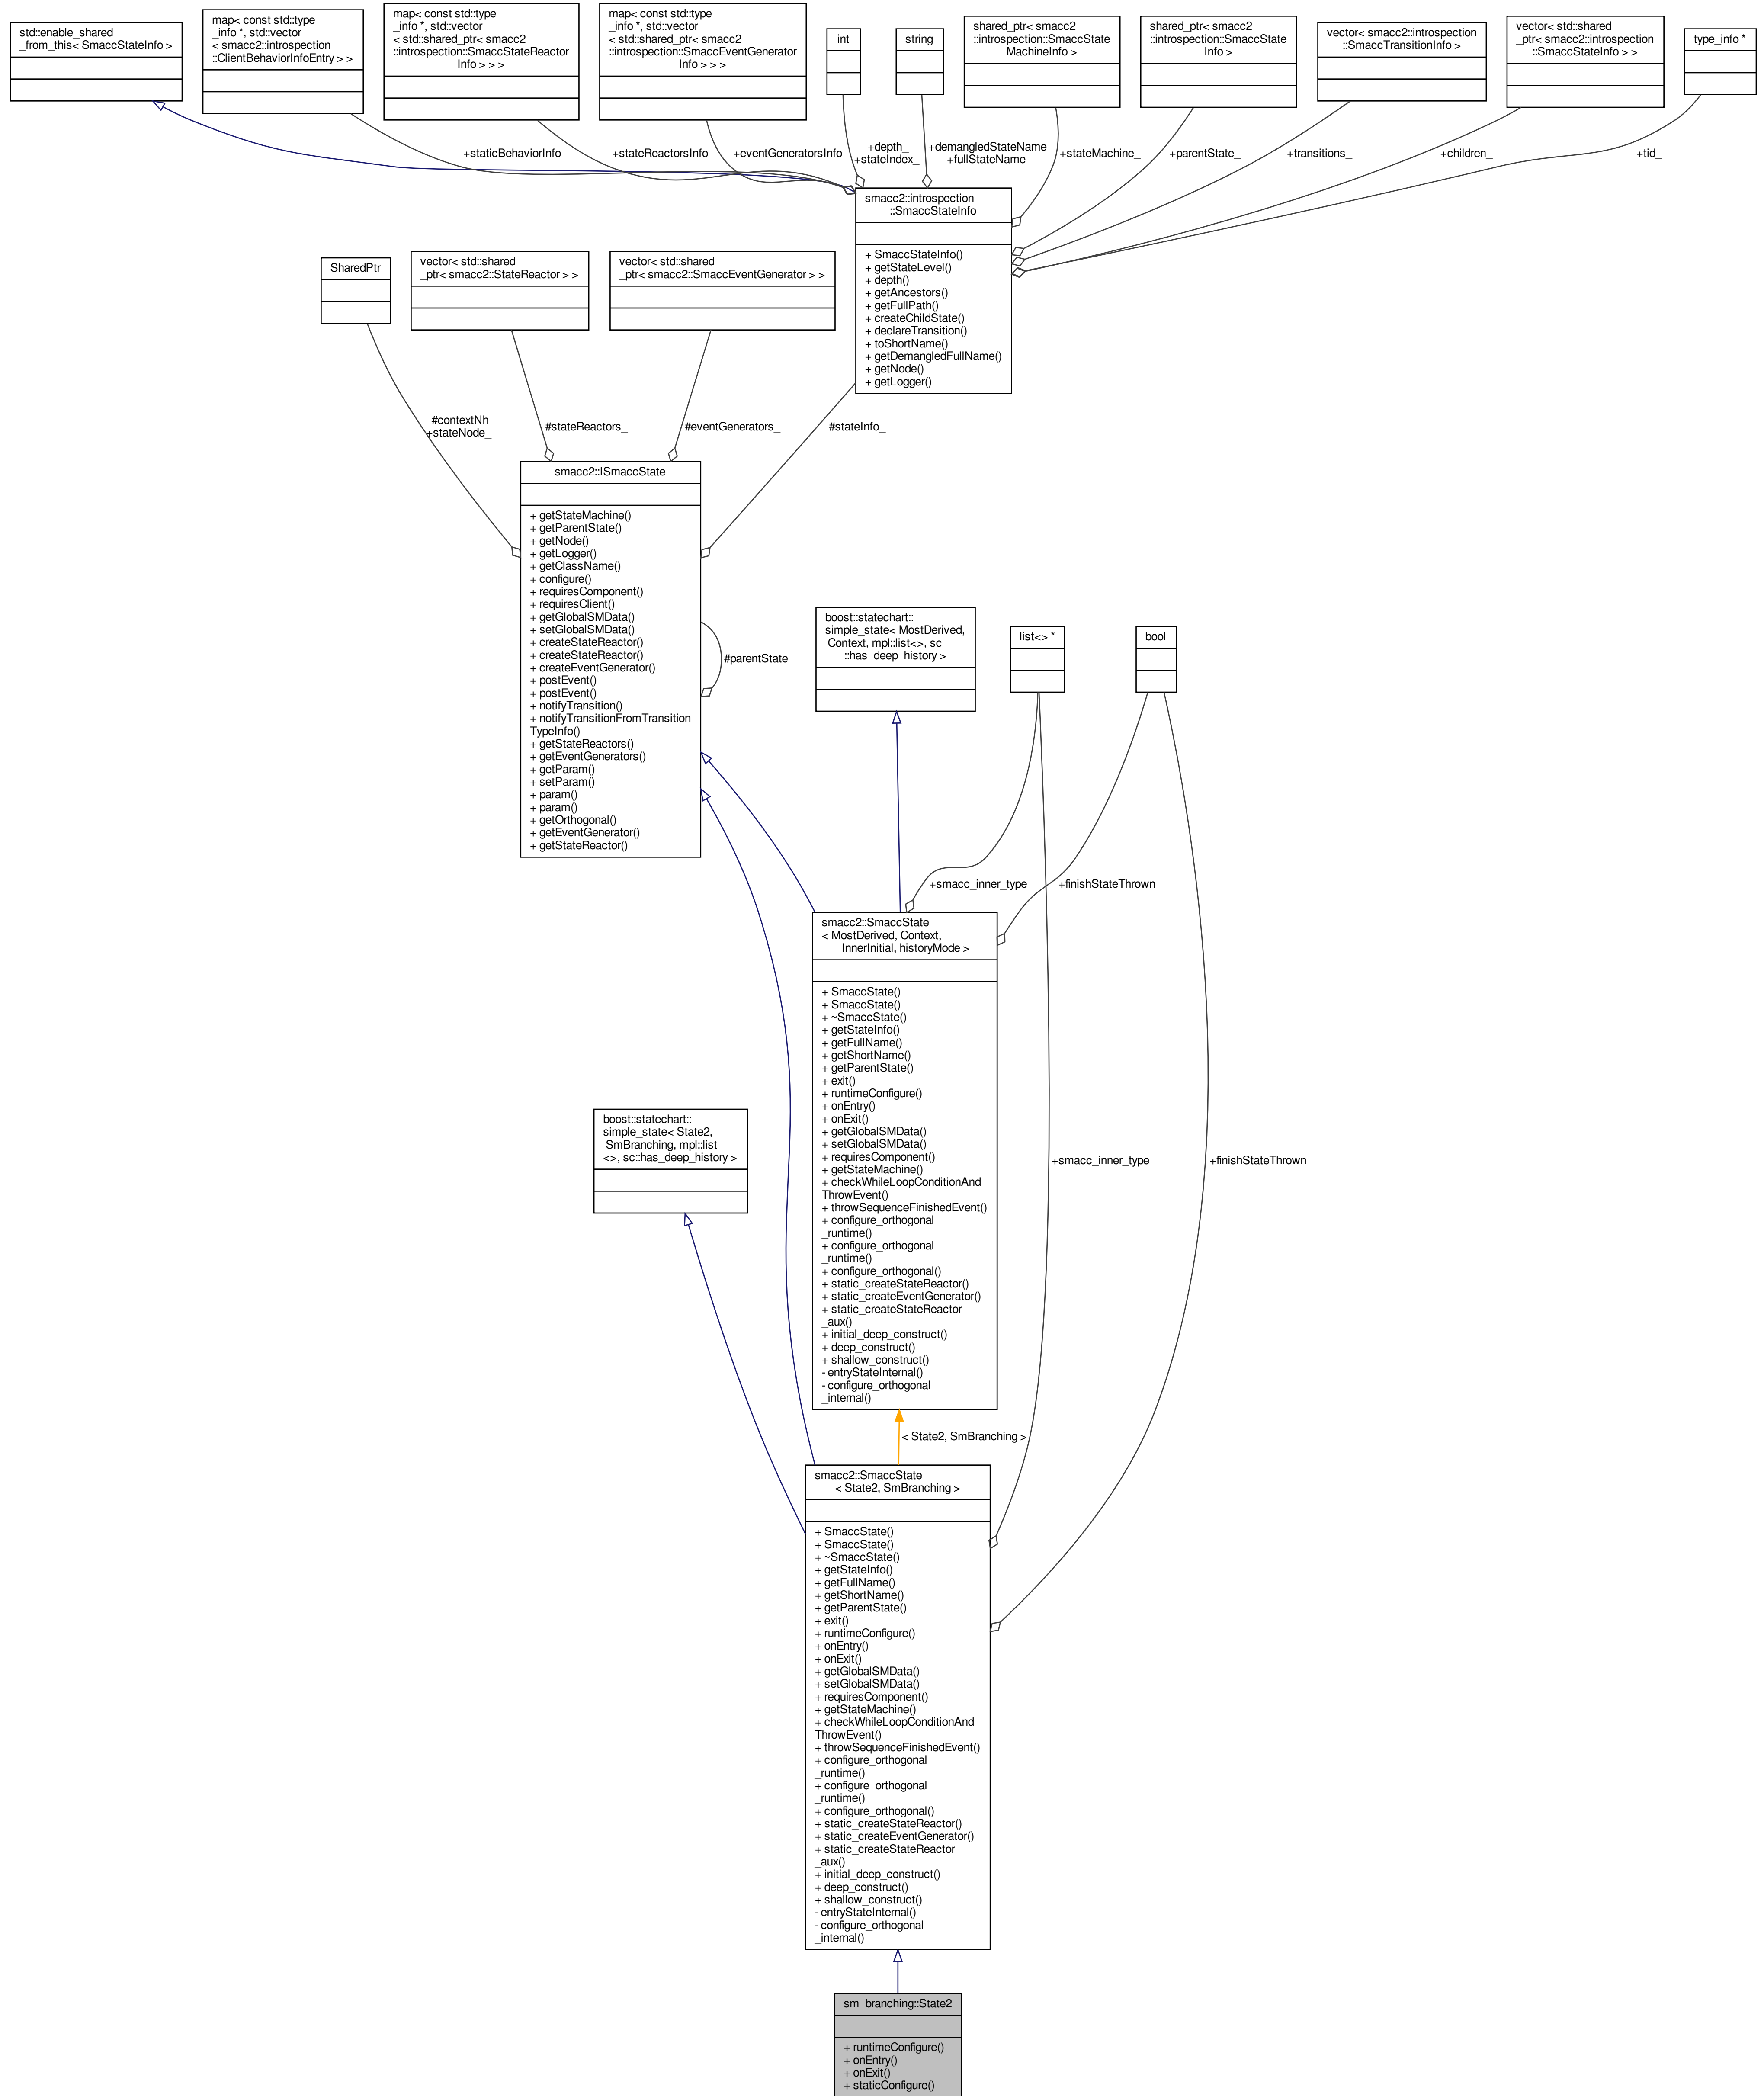 std::enable_shared
_from_this< SmaccStateInfo >
map< const std::type
_info *, std::vector
< smacc2::introspection
::ClientBehaviorInfoEntry > >
map< const std::type
_info *, std::vector
< std::shared_ptr< smacc2
::introspection::SmaccStateReactor
Info > > >
map< const std::type
_info *, std::vector
< std::shared_ptr< smacc2
::introspection::SmaccEventGenerator
Info > > >
int
string
shared_ptr< smacc2
::introspection::SmaccState
MachineInfo >
shared_ptr< smacc2
::introspection::SmaccState
Info >
vector< smacc2::introspection
::SmaccTransitionInfo >
vector< std::shared
_ptr< smacc2::introspection
::SmaccStateInfo > >
type_info *
+staticBehaviorInfo
+stateReactorsInfo
+eventGeneratorsInfo
+depth_
+stateIndex_
+demangledStateName
+fullStateName
+stateMachine_
+parentState_
+transitions_
+children_
+tid_
smacc2::introspection
::SmaccStateInfo
+ SmaccStateInfo()
+ getStateLevel()
+ depth()
+ getAncestors()
+ getFullPath()
+ createChildState()
+ declareTransition()
+ toShortName()
+ getDemangledFullName()
+ getNode()
+ getLogger()
SharedPtr
vector< std::shared
_ptr< smacc2::StateReactor > >
vector< std::shared
_ptr< smacc2::SmaccEventGenerator > >
#contextNh
+stateNode_
#stateReactors_
#eventGenerators_
#stateInfo_
smacc2::ISmaccState
+ getStateMachine()
+ getParentState()
+ getNode()
+ getLogger()
+ getClassName()
+ configure()
+ requiresComponent()
+ requiresClient()
+ getGlobalSMData()
+ setGlobalSMData()
+ createStateReactor()
+ createStateReactor()
+ createEventGenerator()
+ postEvent()
+ postEvent()
+ notifyTransition()
+ notifyTransitionFromTransition
TypeInfo()
+ getStateReactors()
+ getEventGenerators()
+ getParam()
+ setParam()
+ param()
+ param()
+ getOrthogonal()
+ getEventGenerator()
+ getStateReactor()
#parentState_
boost::statechart::
simple_state< MostDerived,
Context, mpl::list<>, sc
::has_deep_history >
list<> *
bool
+smacc_inner_type
+finishStateThrown
smacc2::SmaccState
< MostDerived, Context,
InnerInitial, historyMode >
+ SmaccState()
+ SmaccState()
+ ~SmaccState()
+ getStateInfo()
+ getFullName()
+ getShortName()
+ getParentState()
+ exit()
+ runtimeConfigure()
+ onEntry()
+ onExit()
+ getGlobalSMData()
+ setGlobalSMData()
+ requiresComponent()
+ getStateMachine()
+ checkWhileLoopConditionAnd
ThrowEvent()
+ throwSequenceFinishedEvent()
+ configure_orthogonal
_runtime()
+ configure_orthogonal
_runtime()
+ configure_orthogonal()
+ static_createStateReactor()
+ static_createEventGenerator()
+ static_createStateReactor
_aux()
+ initial_deep_construct()
+ deep_construct()
+ shallow_construct()
- entryStateInternal()
- configure_orthogonal
_internal()
boost::statechart::
simple_state< State2,
SmBranching, mpl::list
<>, sc::has_deep_history >
+smacc_inner_type
+finishStateThrown
< State2, SmBranching >
smacc2::SmaccState
< State2, SmBranching >
+ SmaccState()
+ SmaccState()
+ ~SmaccState()
+ getStateInfo()
+ getFullName()
+ getShortName()
+ getParentState()
+ exit()
+ runtimeConfigure()
+ onEntry()
+ onExit()
+ getGlobalSMData()
+ setGlobalSMData()
+ requiresComponent()
+ getStateMachine()
+ checkWhileLoopConditionAnd
ThrowEvent()
+ throwSequenceFinishedEvent()
+ configure_orthogonal
_runtime()
+ configure_orthogonal
_runtime()
+ configure_orthogonal()
+ static_createStateReactor()
+ static_createEventGenerator()
+ static_createStateReactor
_aux()
+ initial_deep_construct()
+ deep_construct()
+ shallow_construct()
- entryStateInternal()
- configure_orthogonal
_internal()
sm_branching::State2
+ runtimeConfigure()
+ onEntry()
+ onExit()
+ staticConfigure()